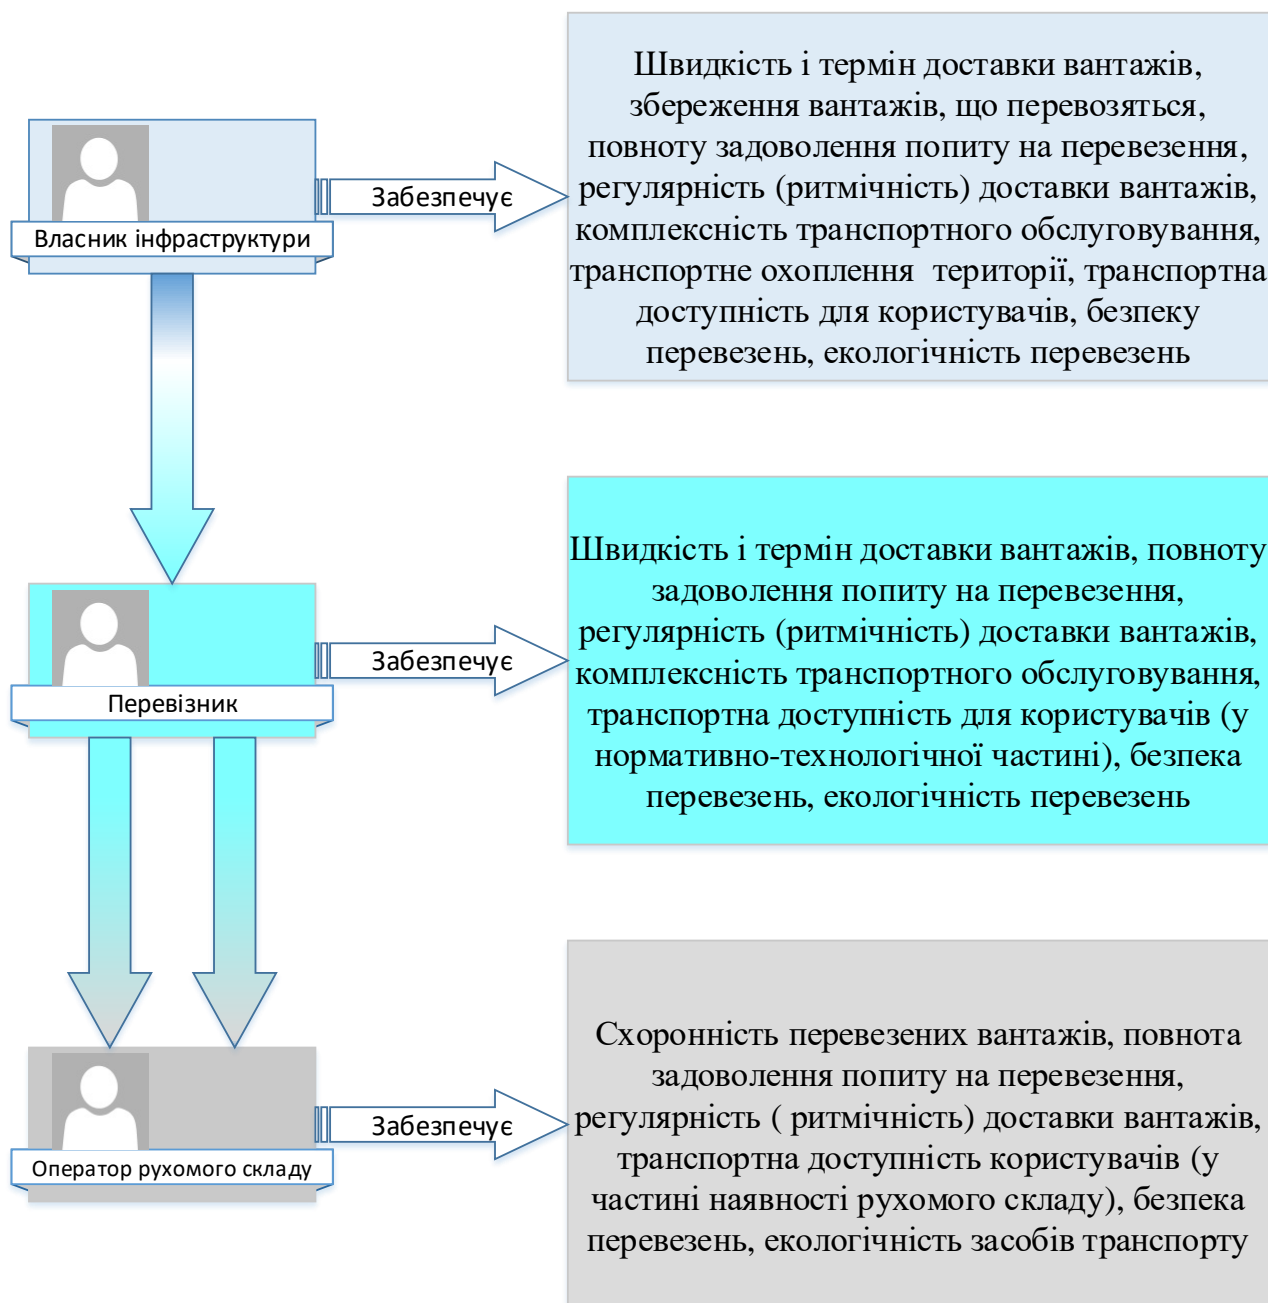 Швидкість і термін доставки вантажів,
збереження вантажів, що перевозяться,
повноту задоволення попиту на перевезення,
регулярність (ритмічність) доставки вантажів,
комплексність транспортного обслуговування,
транспортне охоплення  території, транспортна
доступність для користувачів, безпеку
перевезень, екологічність перевезень
Забезпечує
Власник інфраструктури
Швидкість і термін доставки вантажів, повноту
задоволення попиту на перевезення,
регулярність (ритмічність) доставки вантажів,
комплексність транспортного обслуговування,
транспортна доступність для користувачів (у
нормативно-технологічної частині), безпека
перевезень, екологічність перевезень
Забезпечує
Перевізник
Схоронність перевезених вантажів, повнота
задоволення попиту на перевезення,
регулярність ( ритмічність) доставки вантажів,
транспортна доступність користувачів (у
частині наявності рухомого складу), безпека
перевезень, екологічність засобів транспорту
Забезпечує
Оператор рухомого складу